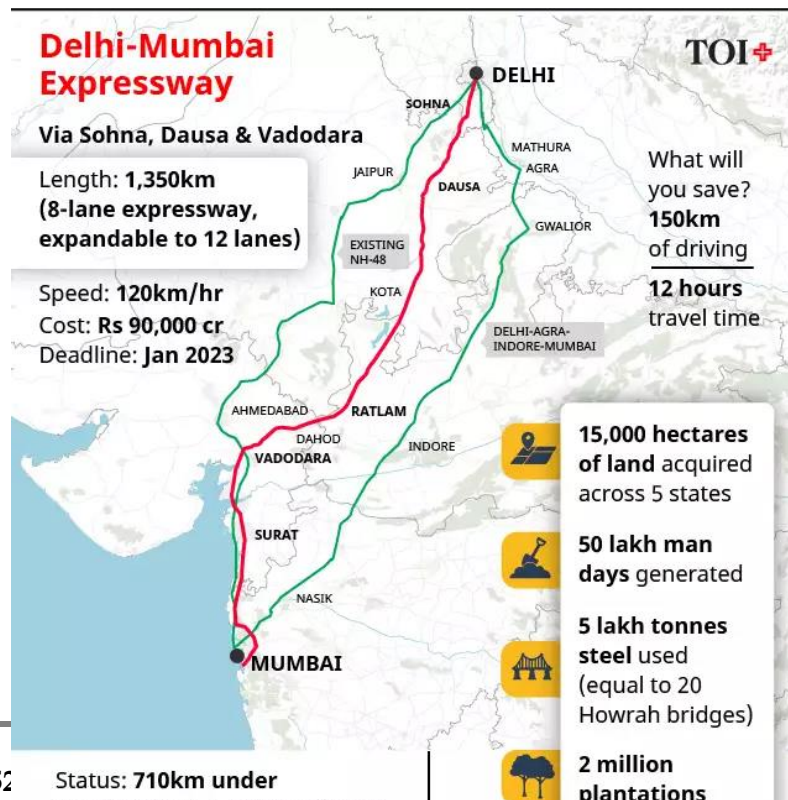 Delhi-Mumbai
Expressway
TOI+
Via Sohna, Dausa & Vadodara
Length: 1,350km
(8-lane expressway,
expandable to 12 lanes)
Speed: 120km/hr
Cost: Rs 90,000 cr
Deadline: Jan 2023
DELHI
SOHNA
MATHURA
AGRA
JAIPUR
DAUSA
GWALIOR
EXISTING
NH-48
KOTA
DELHI-AGRA-
INDORE-MUMBAI
AHMEDABAD
RATLAM
DAHOD
INDORE
VADODARA
SURAT
NASIK
MUMBAI
What will
you save?
150km
of driving
12 hours
travel time
15,000 hectares
of land acquired
across 5 states
50 lakh man
days generated
5 lakh tonnes
steel used
(equal to 20
Howrah bridges)
2 million
plantations
Status: 710km under